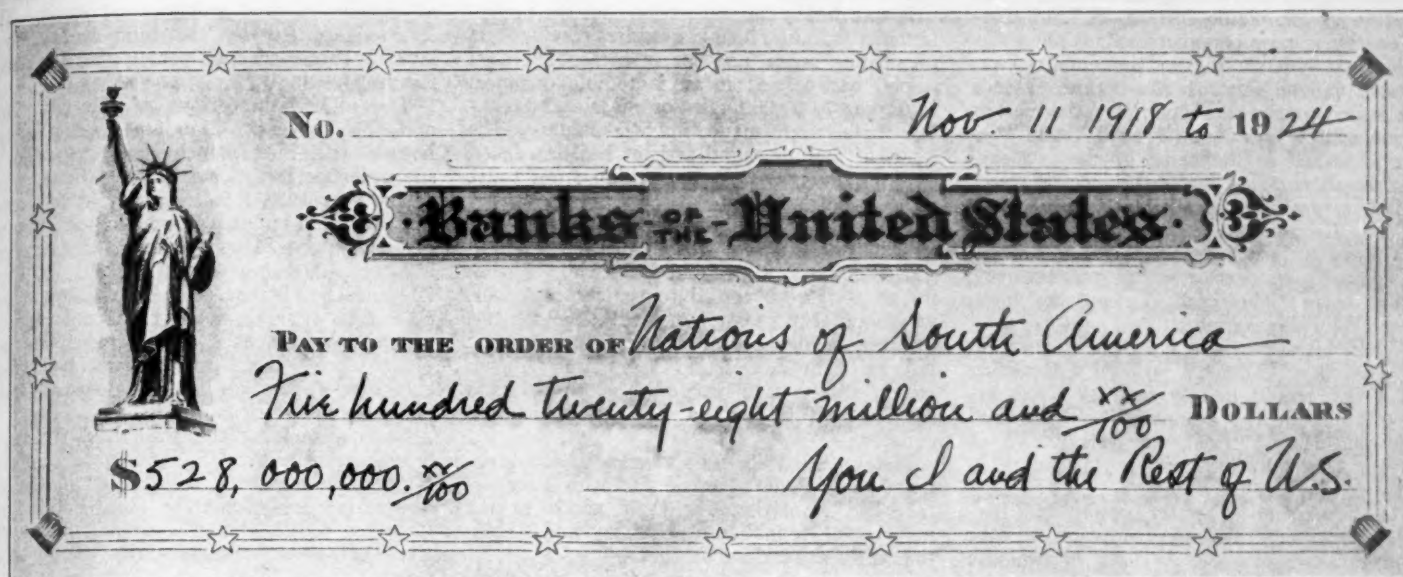 No. Nov. 11 1918 to 1924
Banks OF THE United States
PAY TO THE ORDER OF Nations of South America
Five hundred twenty-eight million and xx/100 DOLLARS
$528,000,000.xx/100 You I and the Rest of U.S.